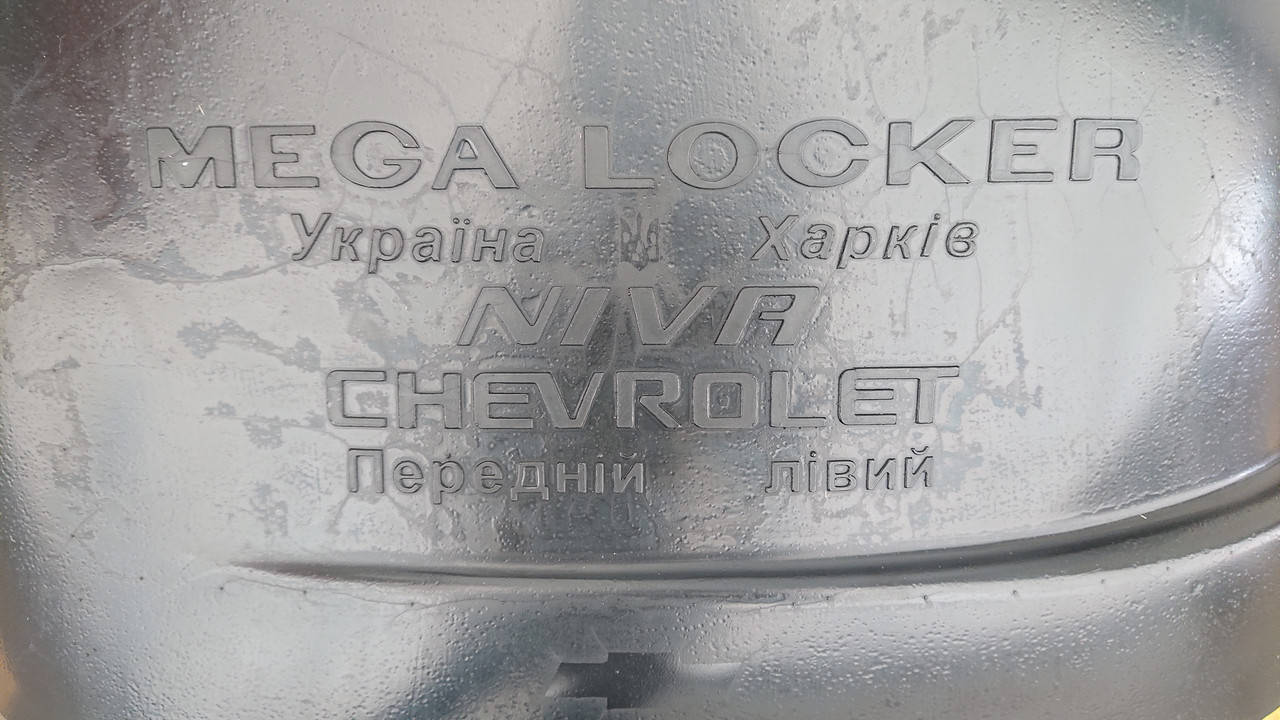 MEGA LOCKER
Україна Харків
NIVA
CHEVROLET
Передній лівий